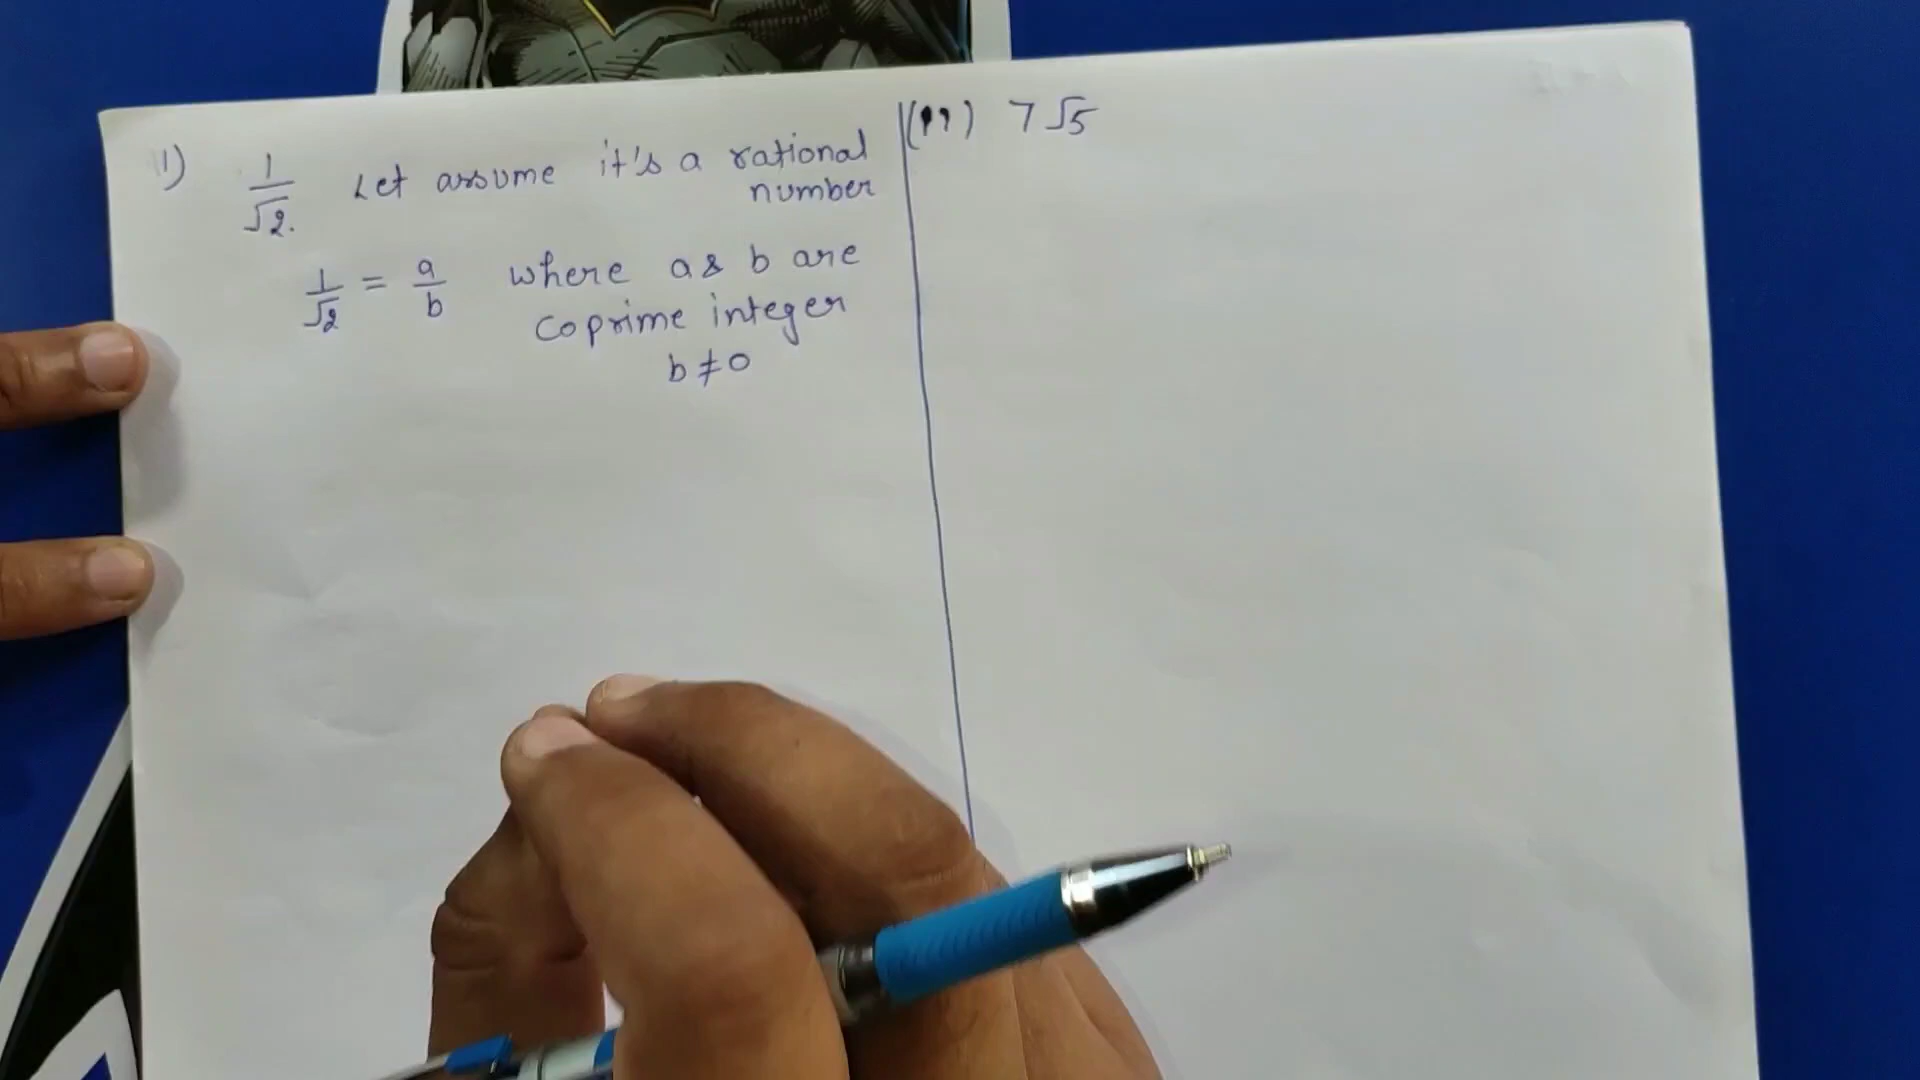 1) 1/√2. Let assume it's a rational
number
1/√2 = a/b where a & b are
coprime integer
b ≠ 0
(ii) 7√5